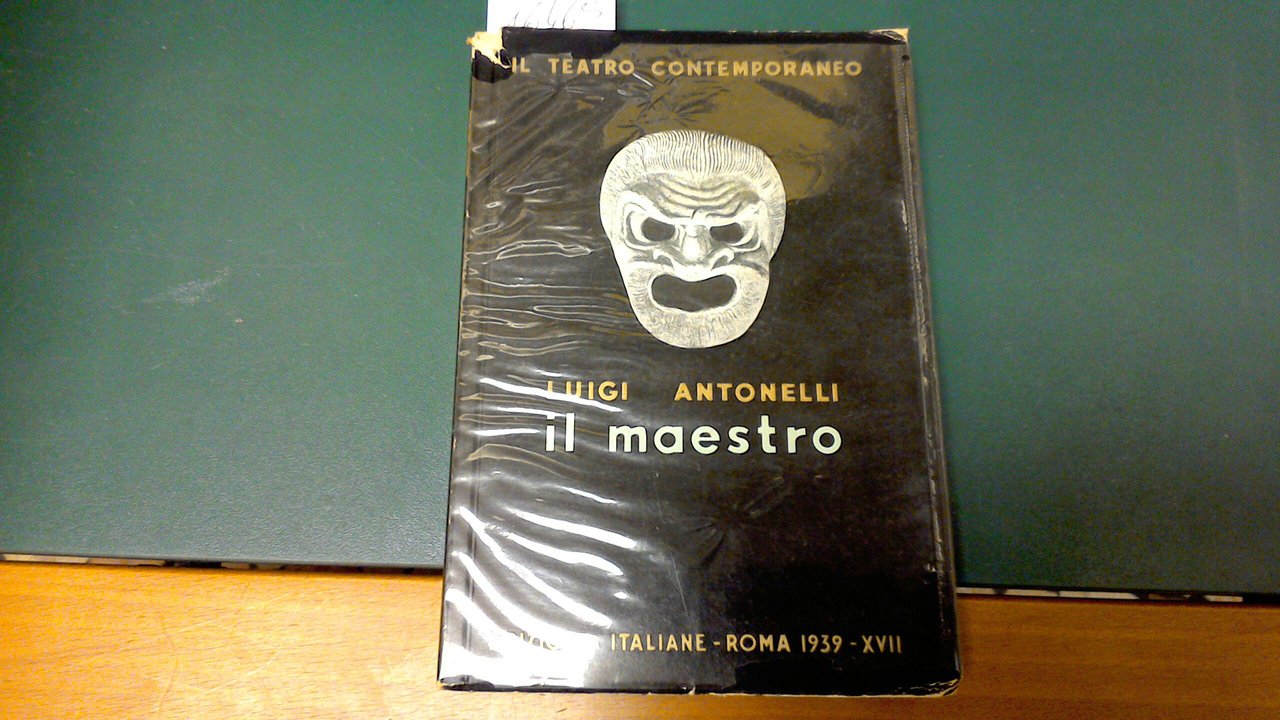 IL TEATRO CONTEMPORANEO
LUIGI ANTONELLI
il maestro
ITALIANE - ROMA 1939 - XVII